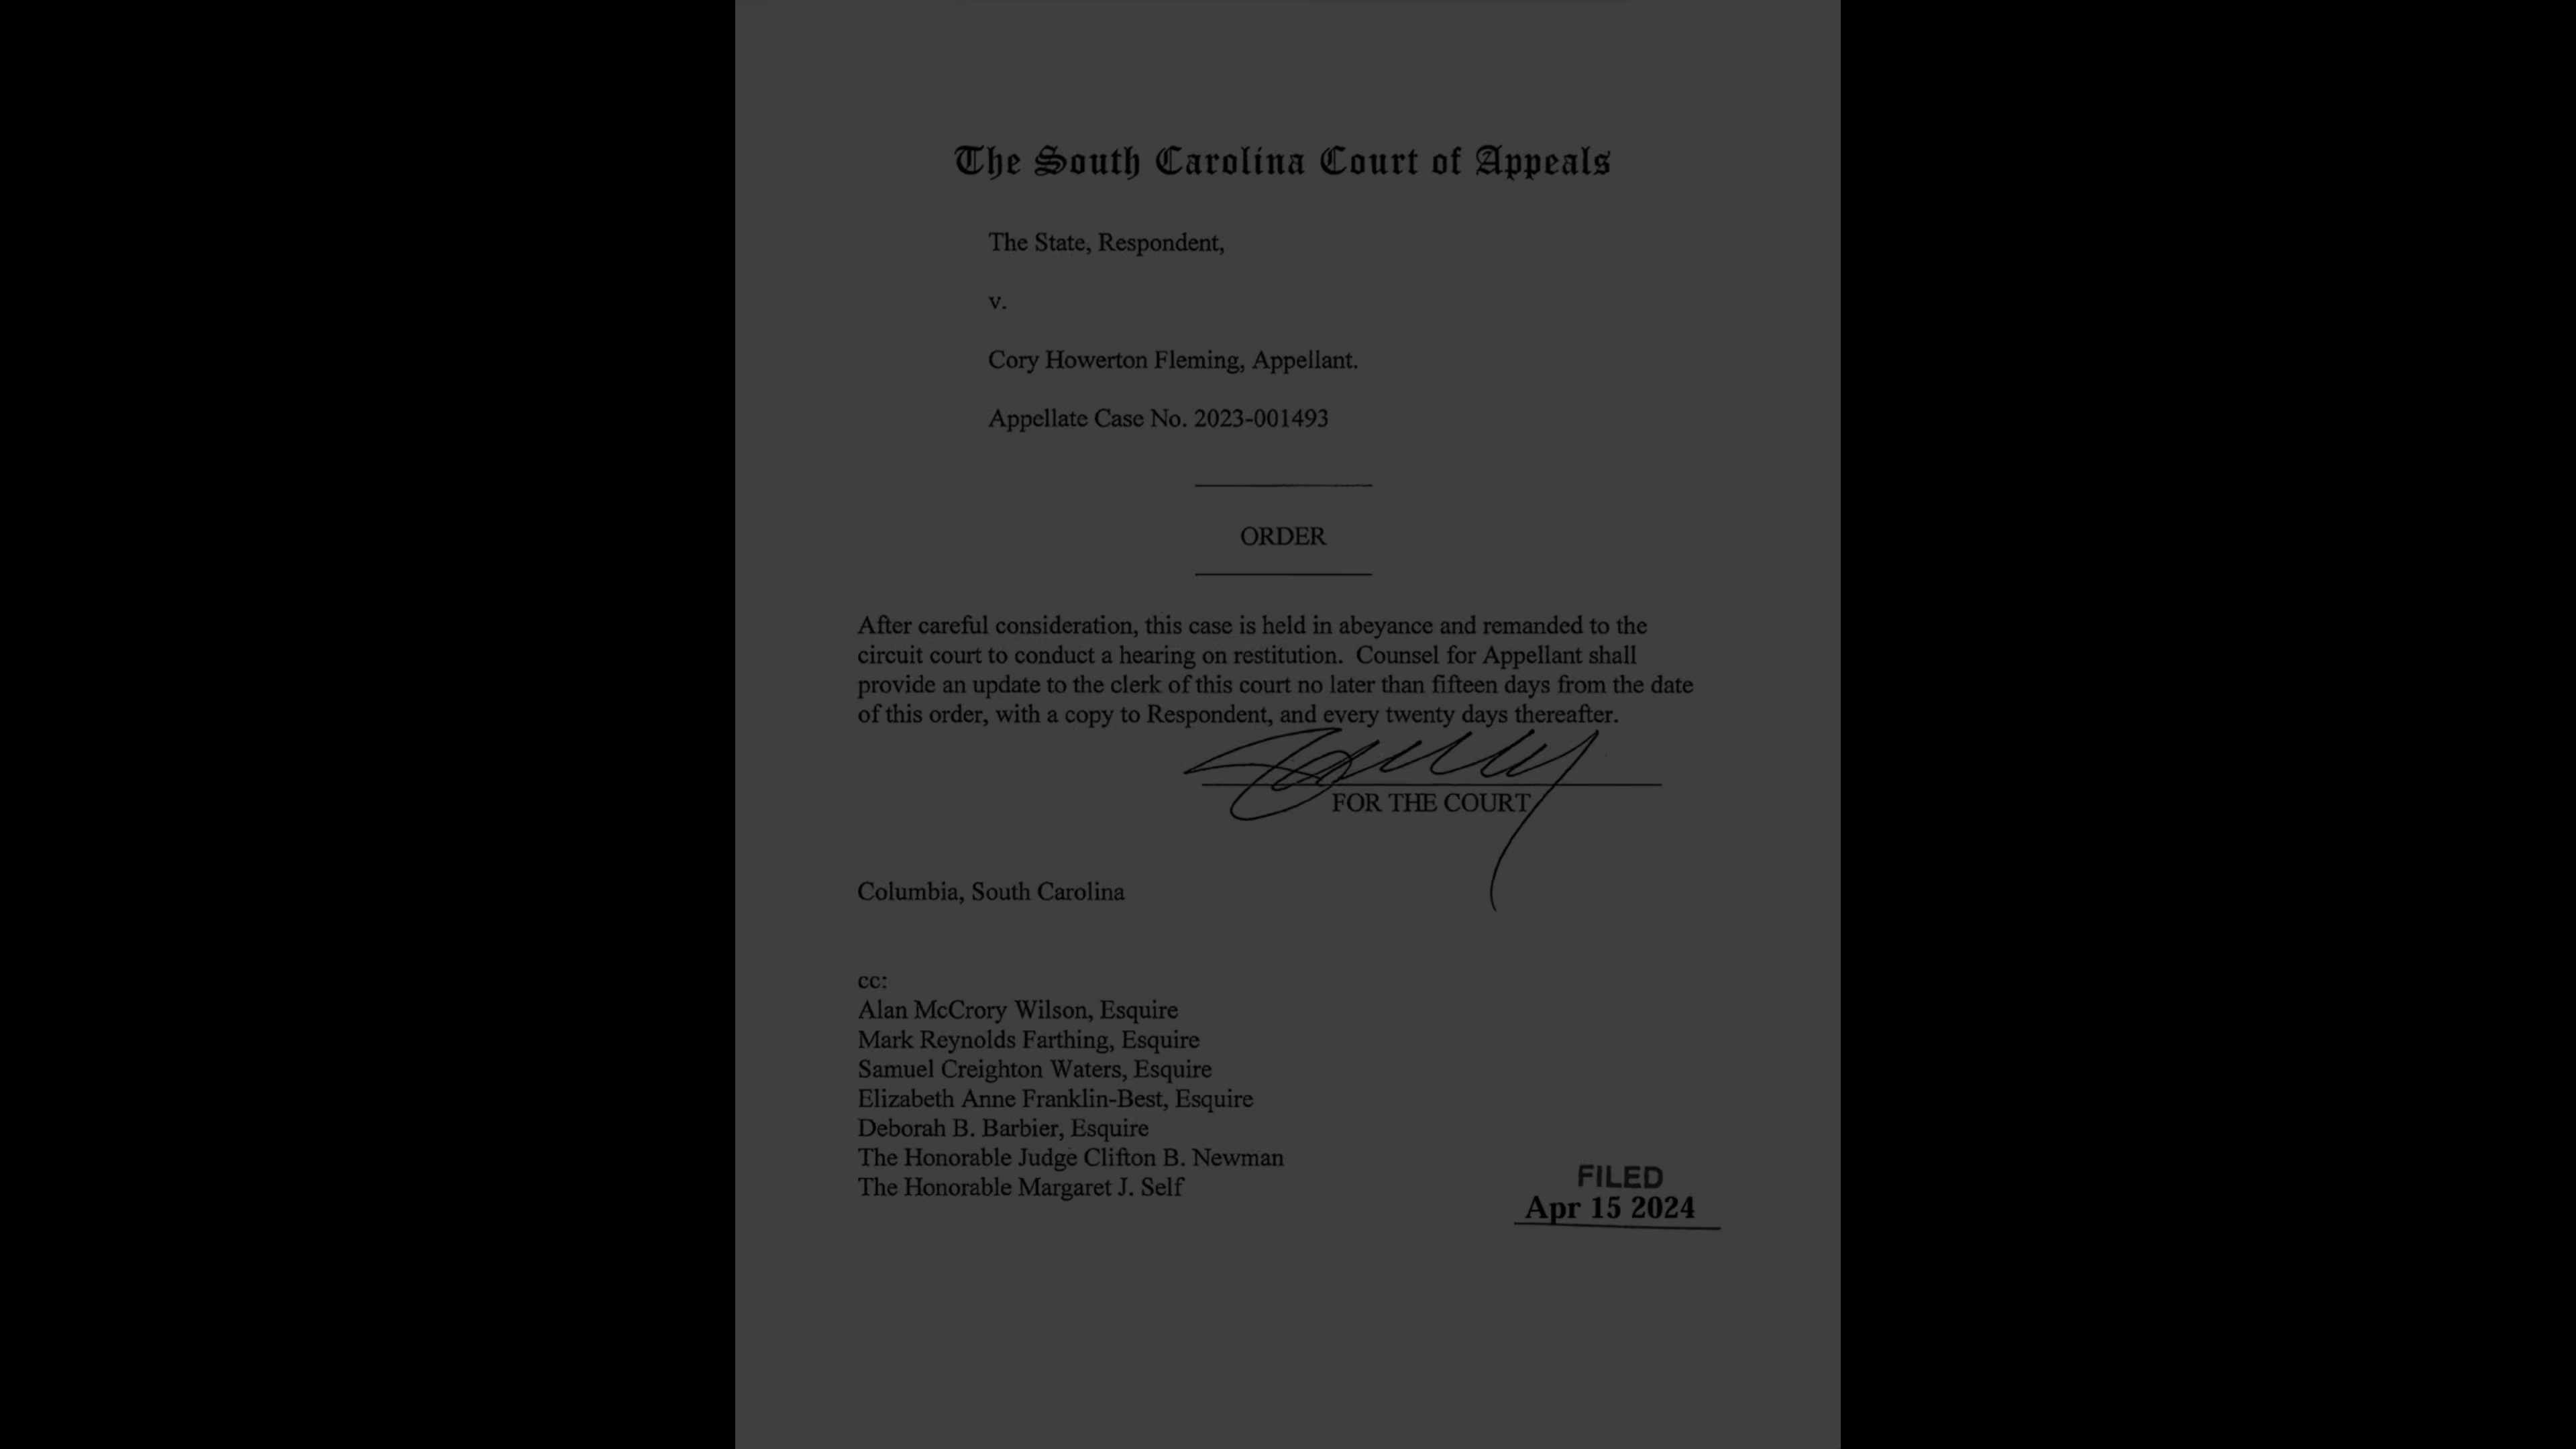 The South Carolina Court of Appeals
The State, Respondent,
v.
Cory Howerton Fleming, Appellant.
Appellate Case No. 2023-001493
ORDER
After careful consideration, this case is held in abeyance and remanded to the
circuit court to conduct a hearing on restitution. Counsel for Appellant shall
provide an update to the clerk of this court no later than fifteen days from the date
of this order, with a copy to Respondent, and every twenty days thereafter.
FOR THE COURT
Columbia, South Carolina
cc:
Alan McCrory Wilson, Esquire
Mark Reynolds Farthing, Esquire
Samuel Creighton Waters, Esquire
Elizabeth Anne Franklin-Best, Esquire
Deborah B. Barbier, Esquire
The Honorable Judge Clifton B. Newman
The Honorable Margaret J. Self
FILED
Apr 15 2024